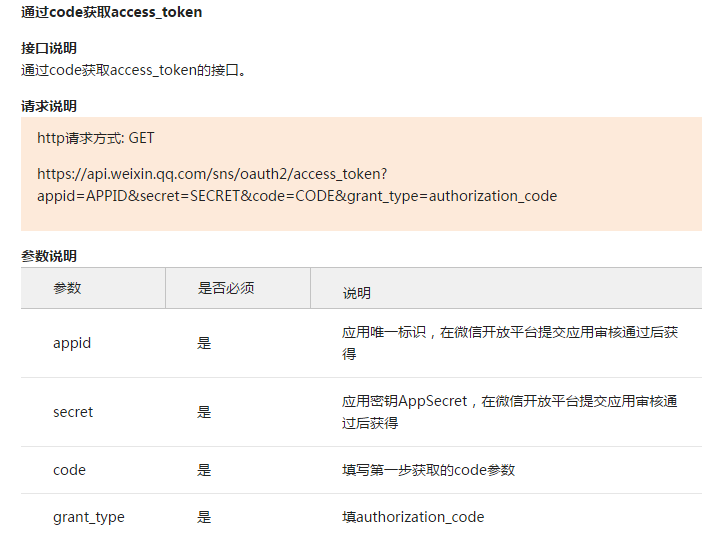 通过code获取access_token
接口说明
通过code获取access_token的接口。
请求说明
http请求方式: GET
https://api.weixin.qq.com/sns/oauth2/access_token?
appid=APPID&secret=SECRET&code=CODE&grant_type=authorization_code
参数说明
参数 是否必须 说明
appid 是 应用唯一标识，在微信开放平台提交应用审核通过后获
得
secret 是 应用密钥AppSecret，在微信开放平台提交应用审核通
过后获得
code 是 填写第一步获取的code参数
grant_type 是 填authorization_code